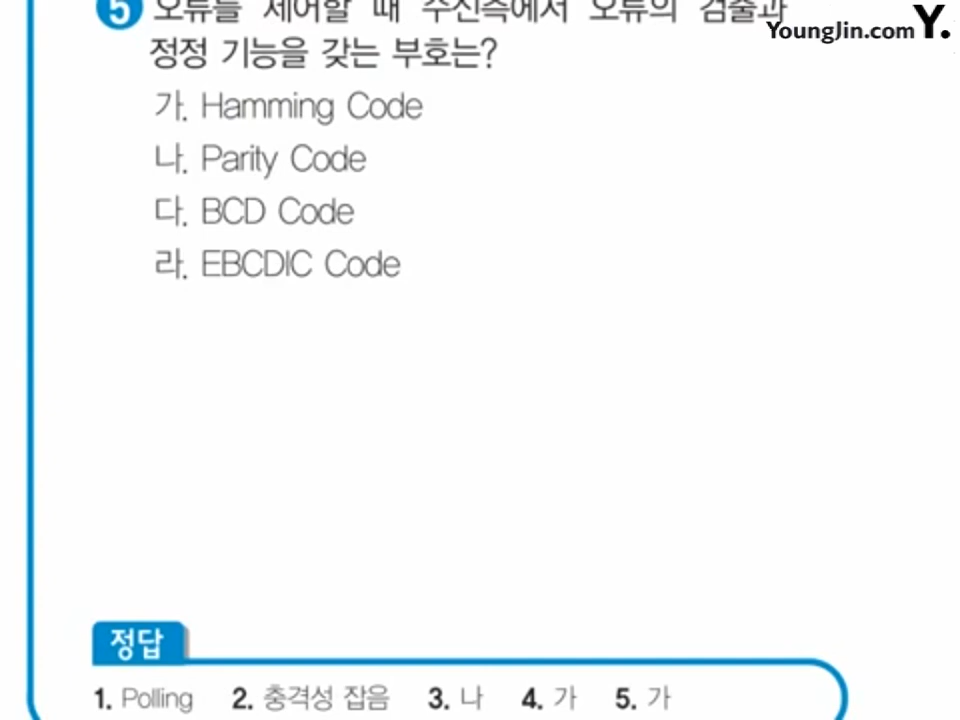 5 오류를 제어할 때 수신측에서 오류의 검출과
YoungJin.com Y.
정정 기능을 갖는 부호는?
가. Hamming Code
나. Parity Code
다. BCD Code
라. EBCDIC Code
정답
1. Polling 2. 충격성 잡음 3. 나 4. 가 5. 가